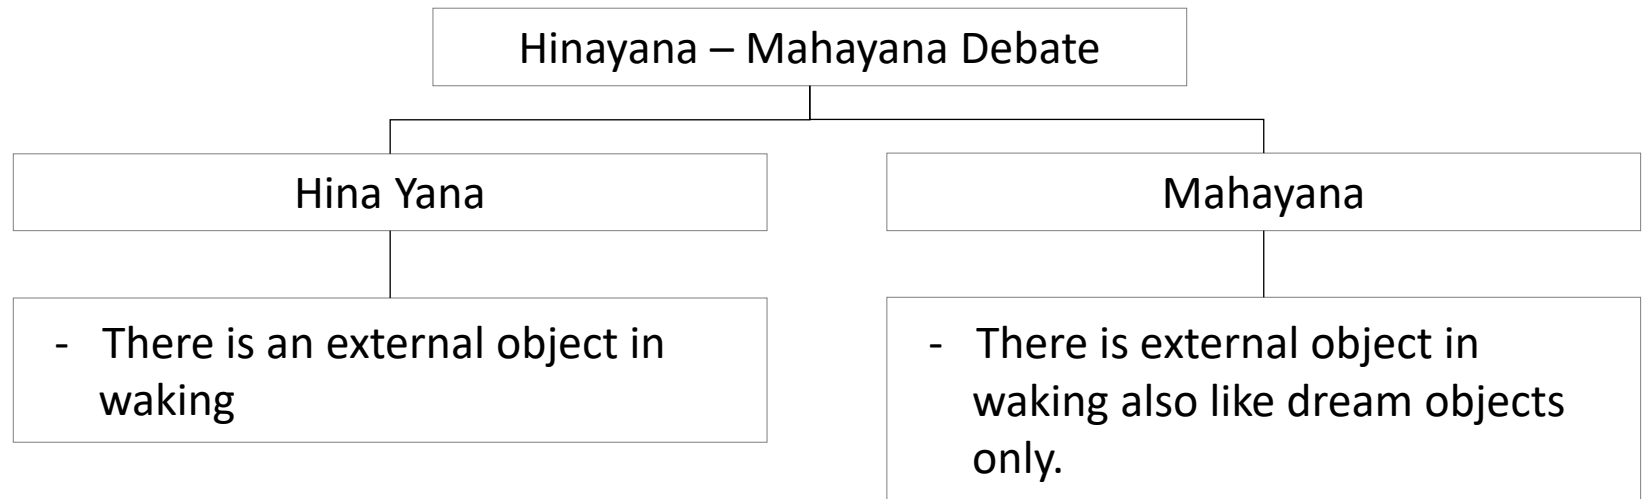 Hinayana – Mahayana Debate
Hina Yana
Mahayana
- There is an external object in
waking
- There is external object in
waking also like dream objects
only.